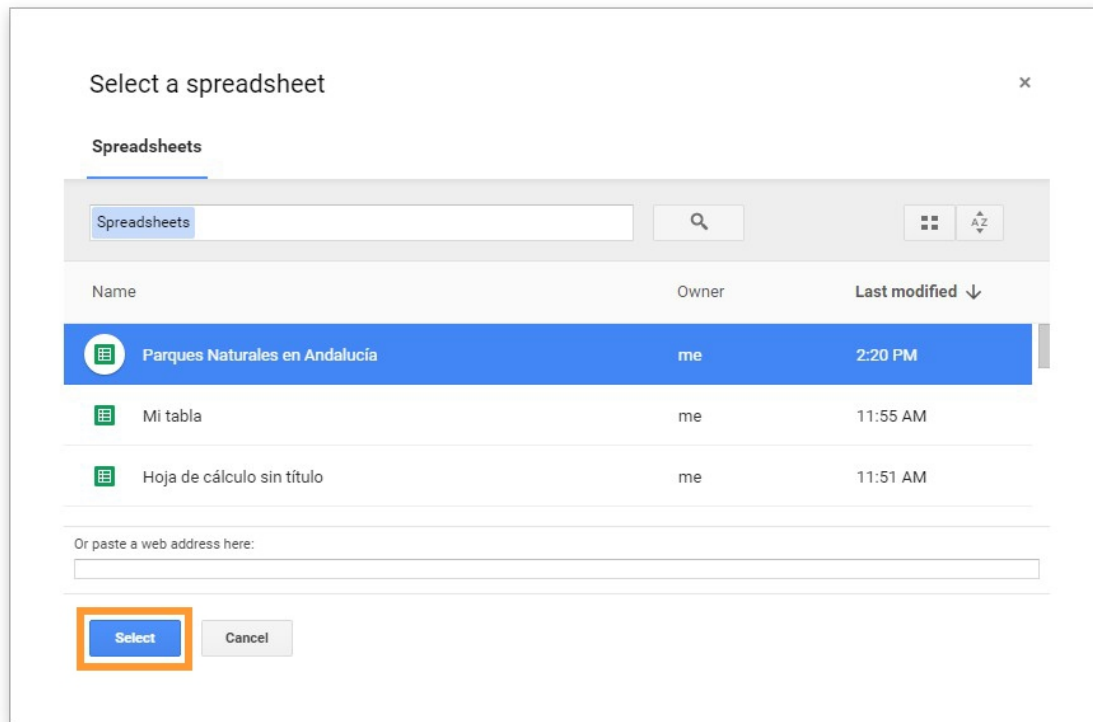 Select a spreadsheet ×
Spreadsheets
Spreadsheets AZ
Name Owner Last modified
Parques Naturales en Andalucía me 2:20 PM
Mi tabla me 11:55 AM
Hoja de cálculo sin título me 11:51 AM
Or paste a web address here:
Select Cancel